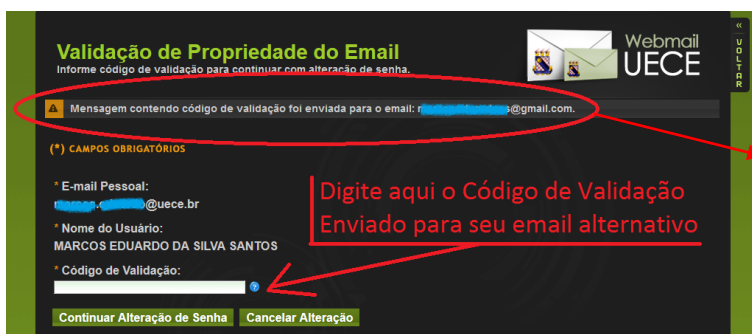 Validação de Propriedade do Email
Informe código de validação para continuar com alteração de senha.
Webmail
UECE
«
VOLTAR
Mensagem contendo código de validação foi enviada para o email: s@gmail.com.
(*) CAMPOS OBRIGATÓRIOS
* E-mail Pessoal:
@uece.br
* Nome do Usuário:
MARCOS EDUARDO DA SILVA SANTOS
* Código de Validação:
?
Digite aqui o Código de Validação
Enviado para seu email alternativo
Continuar Alteração de Senha Cancelar Alteração